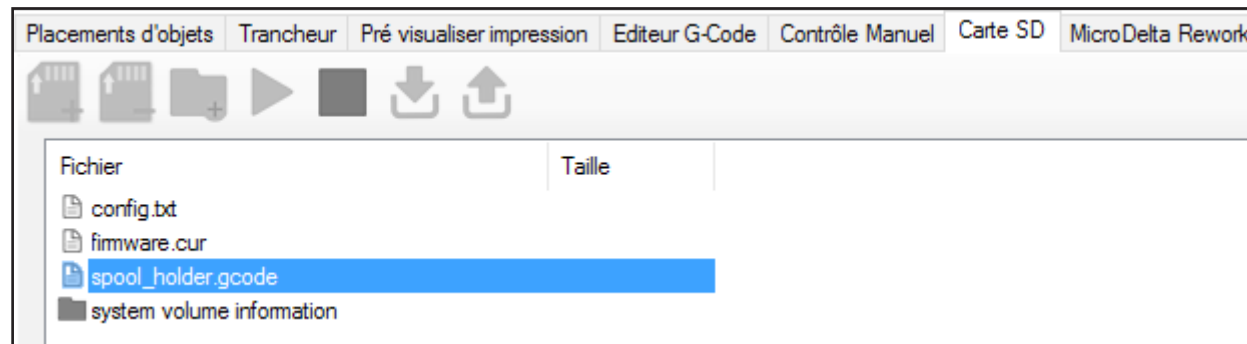 Placements d'objets Trancheur Pré visualiser impression Editeur G-Code Contrôle Manuel Carte SD MicroDelta Rework
Fichier Taille
config.txt
firmware.cur
spool_holder.gcode
system volume information